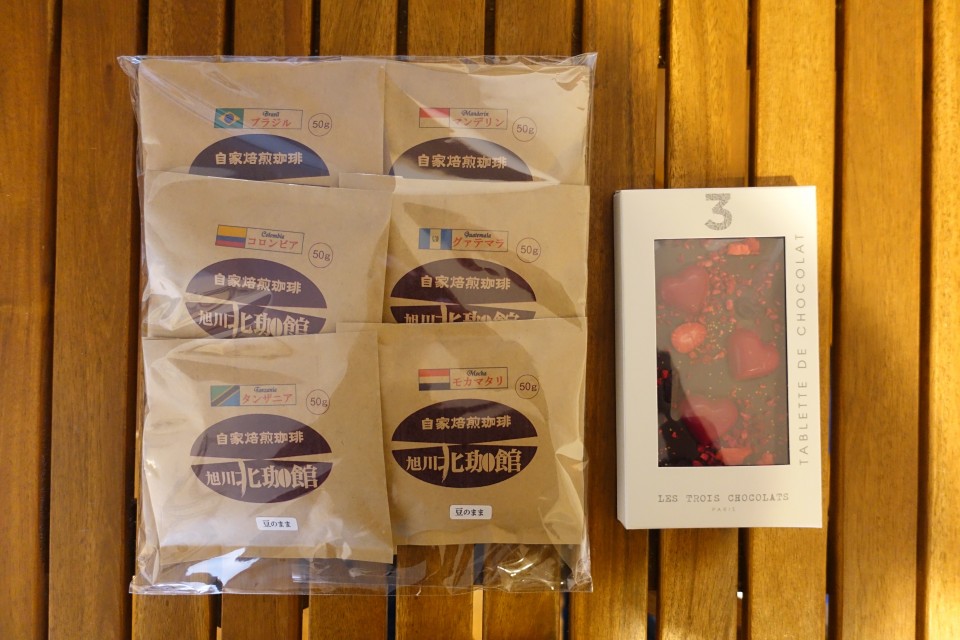 Brazil
ブラジル
50g
自家焙煎珈琲
Mandarin
マンデリン
50g
自家焙煎珈琲
Colombia
コロンビア
50g
自家焙煎珈琲
旭川北珈館
Guatemala
グァテマラ
50g
自家焙煎珈琲
旭川北珈館
Tanzania
タンザニア
50g
自家焙煎珈琲
旭川北珈館
豆のまま
Mocha
モカマタリ
50g
自家焙煎珈琲
旭川北珈館
豆のまま
3
TABLETTE DE CHOCOLAT
LES TROIS CHOCOLATS
PARIS